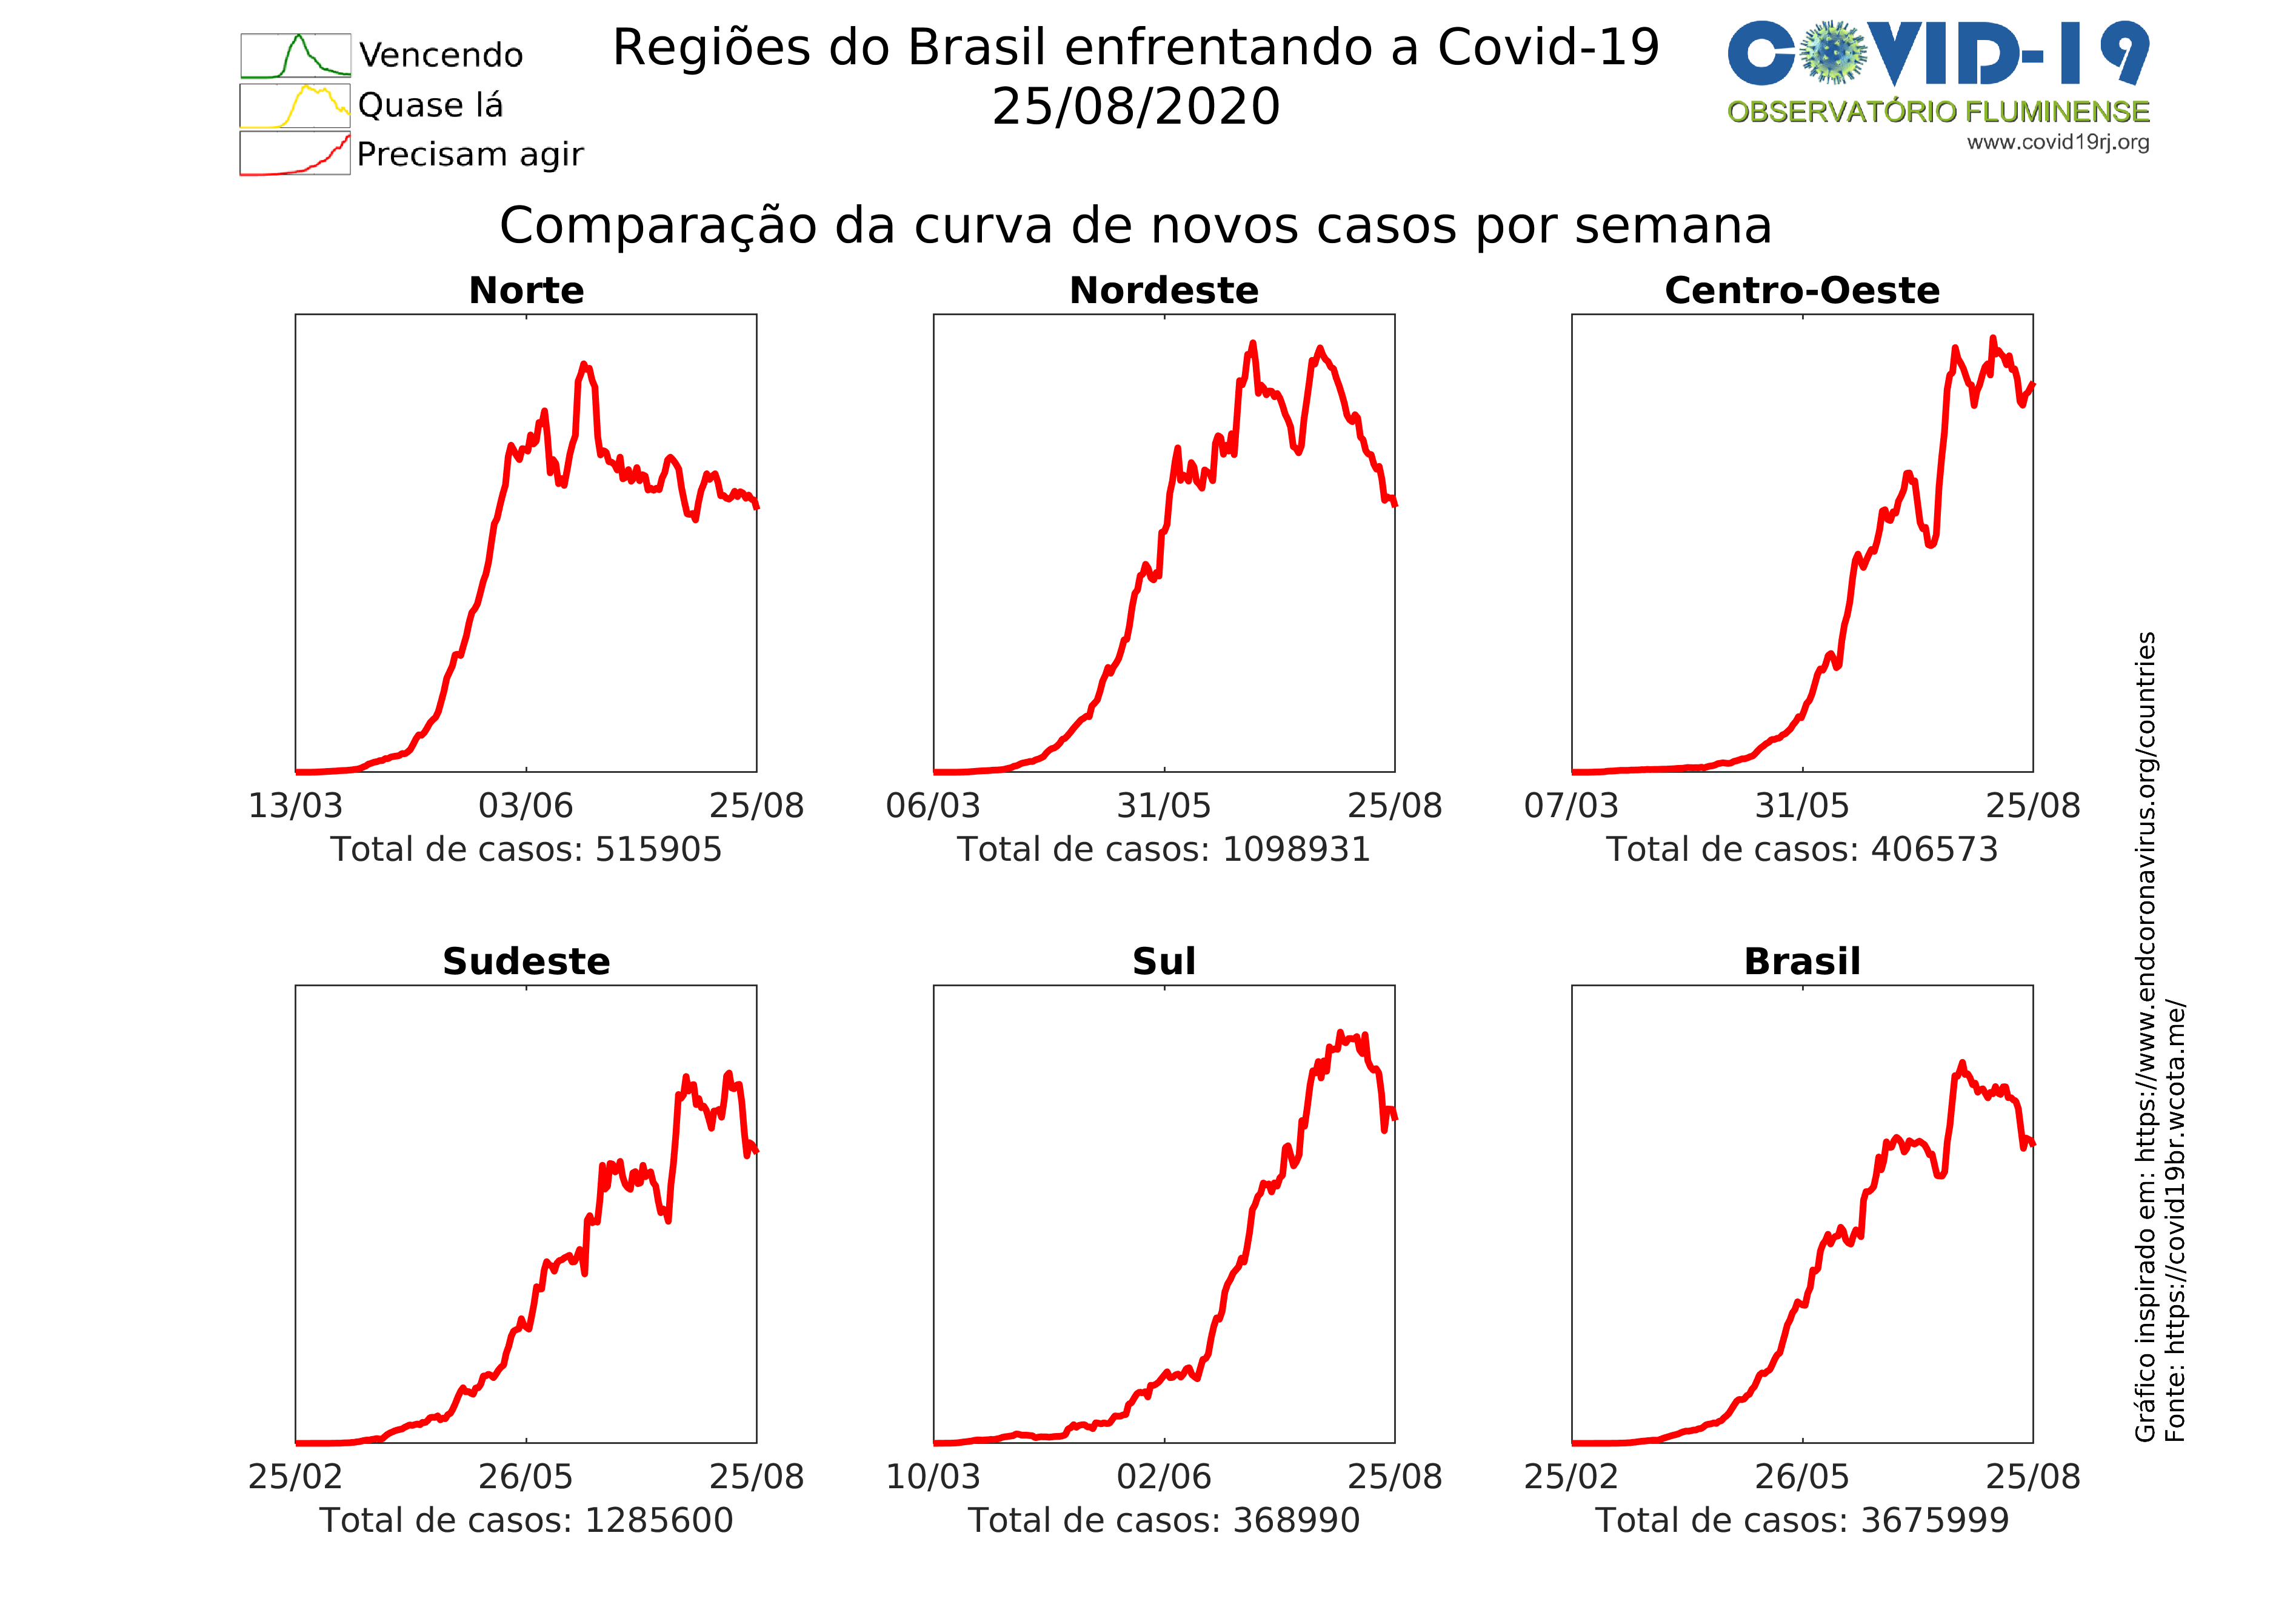 Vencendo
Quase lá
Precisam agir
Regiões do Brasil enfrentando a Covid-19
25/08/2020
COVID-19
OBSERVATÓRIO FLUMINENSE
www.covid19rj.org
Comparação da curva de novos casos por semana
Norte
13/03 03/06 25/08
Total de casos: 515905
Nordeste
06/03 31/05 25/08
Total de casos: 1098931
Centro-Oeste
07/03 31/05 25/08
Total de casos: 406573
Sudeste
25/02 26/05 25/08
Total de casos: 1285600
Sul
10/03 02/06 25/08
Total de casos: 368990
Brasil
25/02 26/05 25/08
Total de casos: 3675999
Gráfico inspirado em: https://www.endcoronavirus.org/countries
Fonte: https://covid19br.wcota.me/